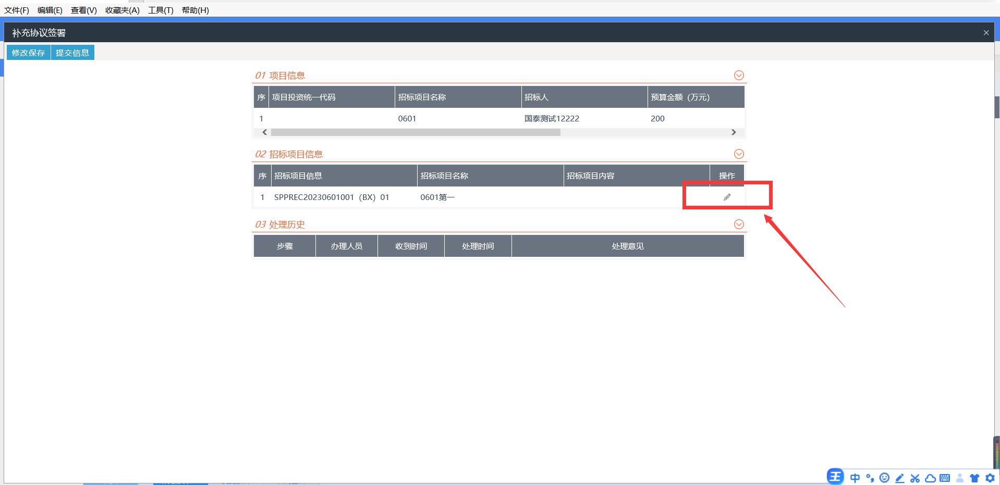 文件(F) 编辑(E) 查看(V) 收藏夹(A) 工具(T) 帮助(H)
补充协议签署
修改保存 提交信息
01 项目信息
序 项目投资统一代码 招标项目名称 招标人 预算金额（万元）
1 0601 国泰测试12222 200
02 招标项目信息
序 招标项目信息 招标项目名称 招标项目内容 操作
1 SPPREC20230601001（BX）01 0601第一
03 处理历史
步骤 办理人员 收到时间 处理时间 处理意见
王 中